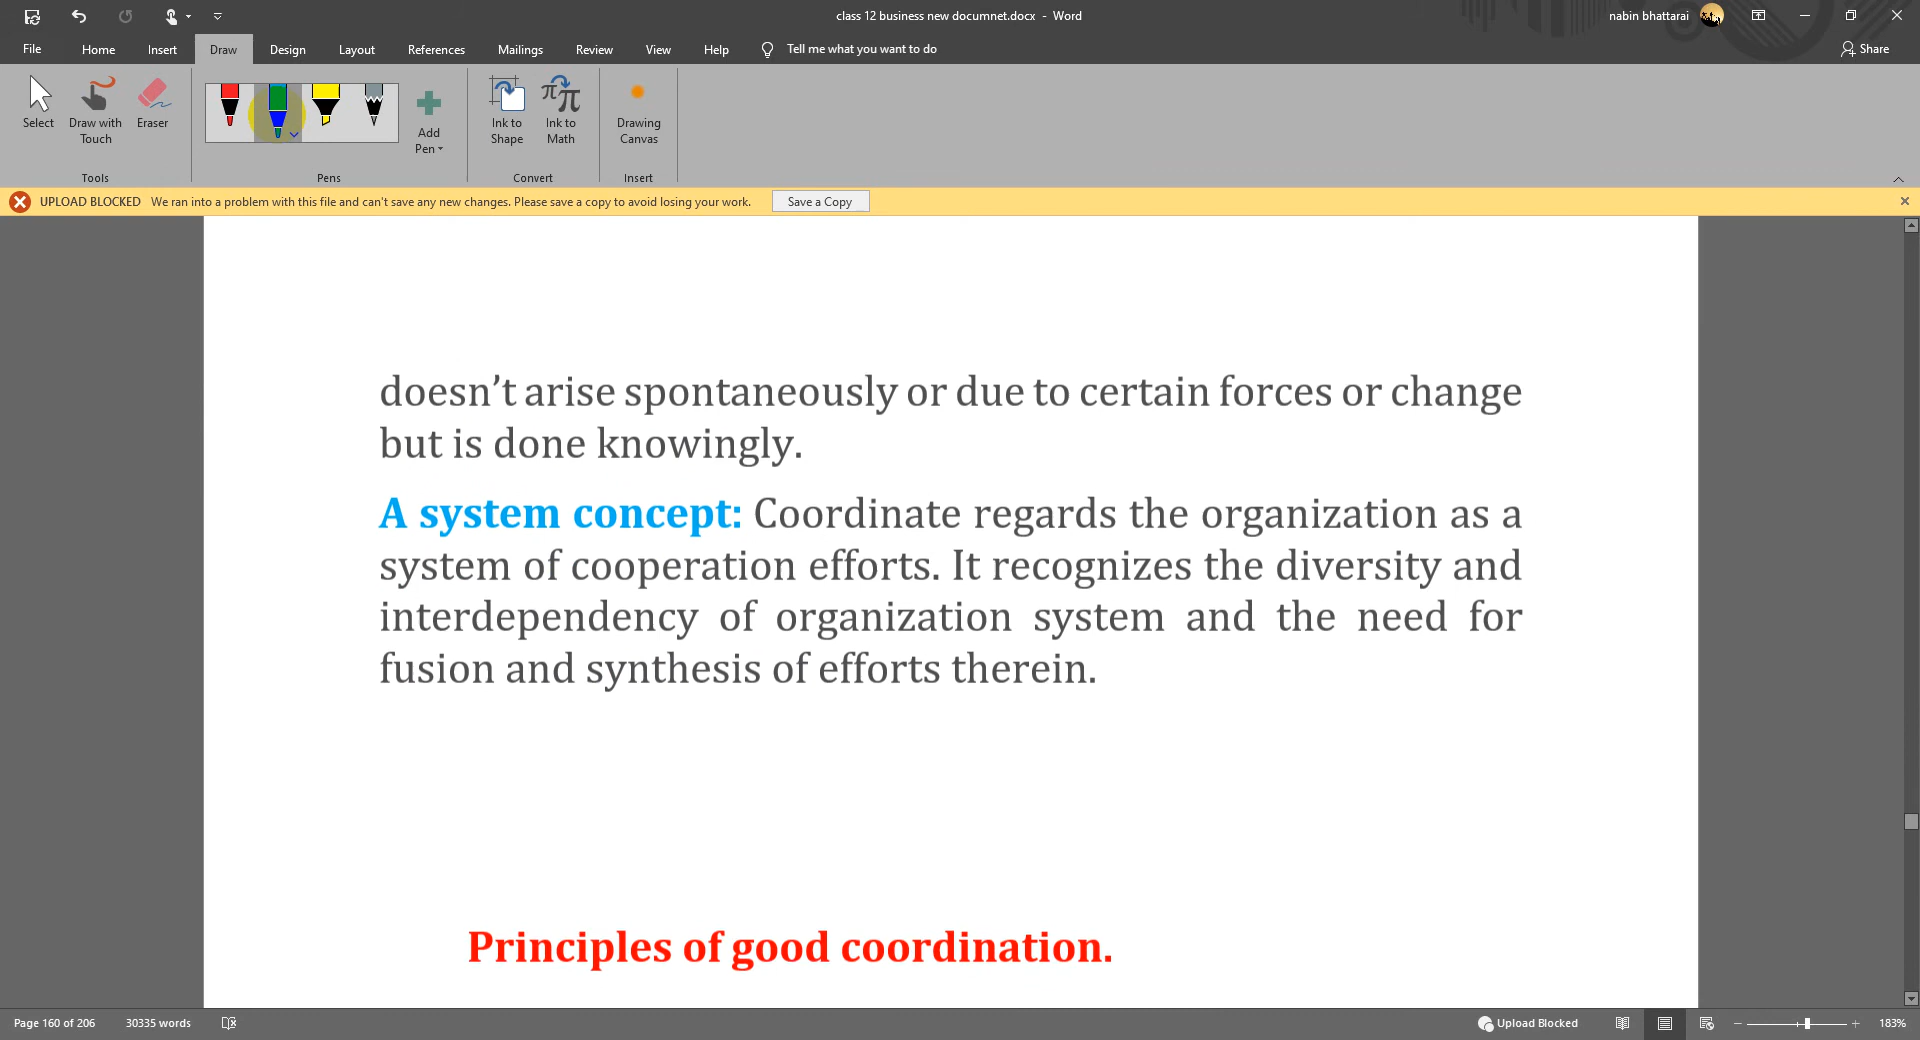 class 12 business new documnet.docx - Word
nabin bhattarai
File Home Insert Draw Design Layout References Mailings Review View Help Tell me what you want to do Share
Select
Draw with Touch
Eraser
Add Pen
Ink to Shape
Ink to Math
Drawing Canvas
Tools Pens Convert Insert
UPLOAD BLOCKED We ran into a problem with this file and can't save any new changes. Please save a copy to avoid losing your work. Save a Copy
doesn’t arise spontaneously or due to certain forces or change
but is done knowingly.
A system concept: Coordinate regards the organization as a
system of cooperation efforts. It recognizes the diversity and
interdependency of organization system and the need for
fusion and synthesis of efforts therein.
Principles of good coordination.
Page 160 of 206 30335 words Upload Blocked 183%